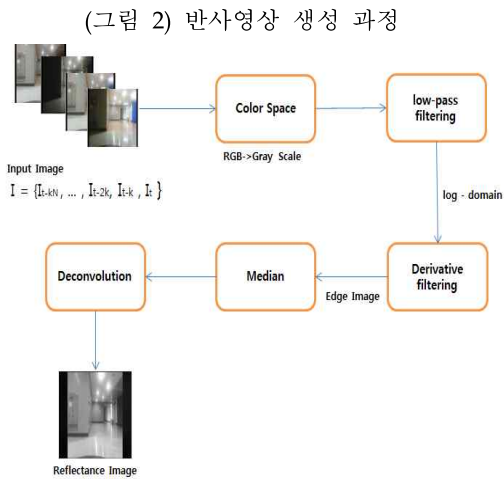 (그림 2) 반사영상 생성 과정
Color Space
low-pass
filtering
RGB->Gray Scale
Input Image
I = {It-kN, ... , It-2k, It-k , It }
log - domain
Deconvolution
Median
Derivative
filtering
Edge Image
Reflectance Image